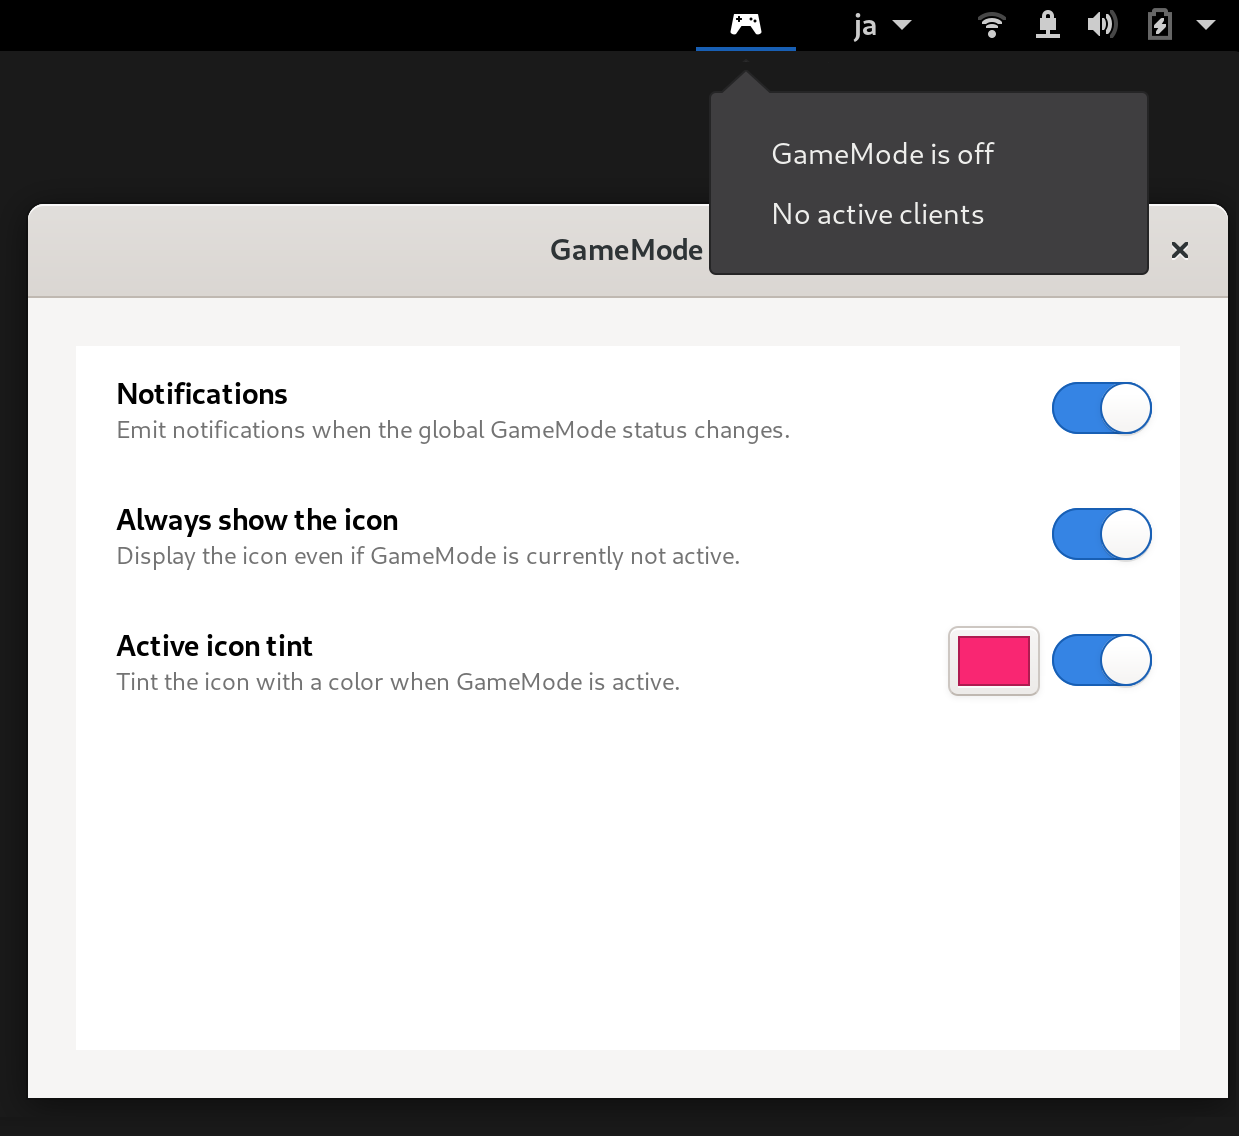 ja
GameMode is off
No active clients
GameMode
Notifications
Emit notifications when the global GameMode status changes.
Always show the icon
Display the icon even if GameMode is currently not active.
Active icon tint
Tint the icon with a color when GameMode is active.